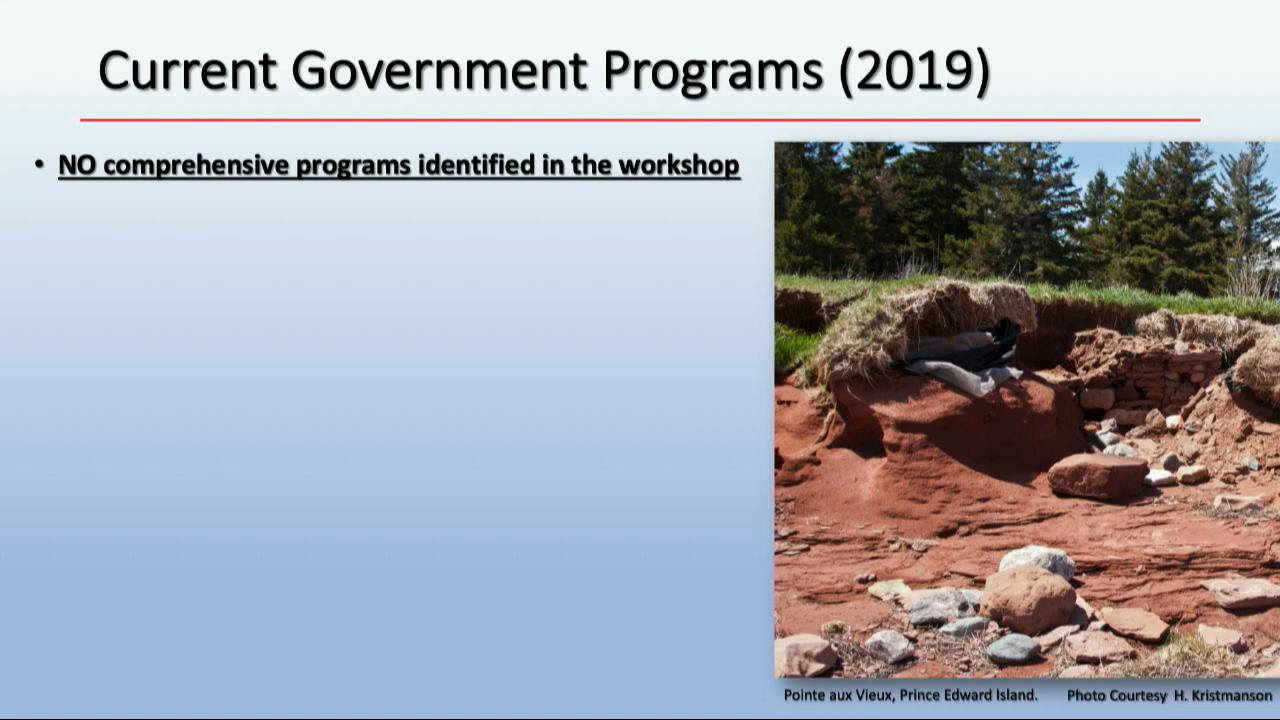 Current Government Programs (2019)
• NO comprehensive programs identified in the workshop
Pointe aux Vieux, Prince Edward Island. Photo Courtesy H. Kristmanson